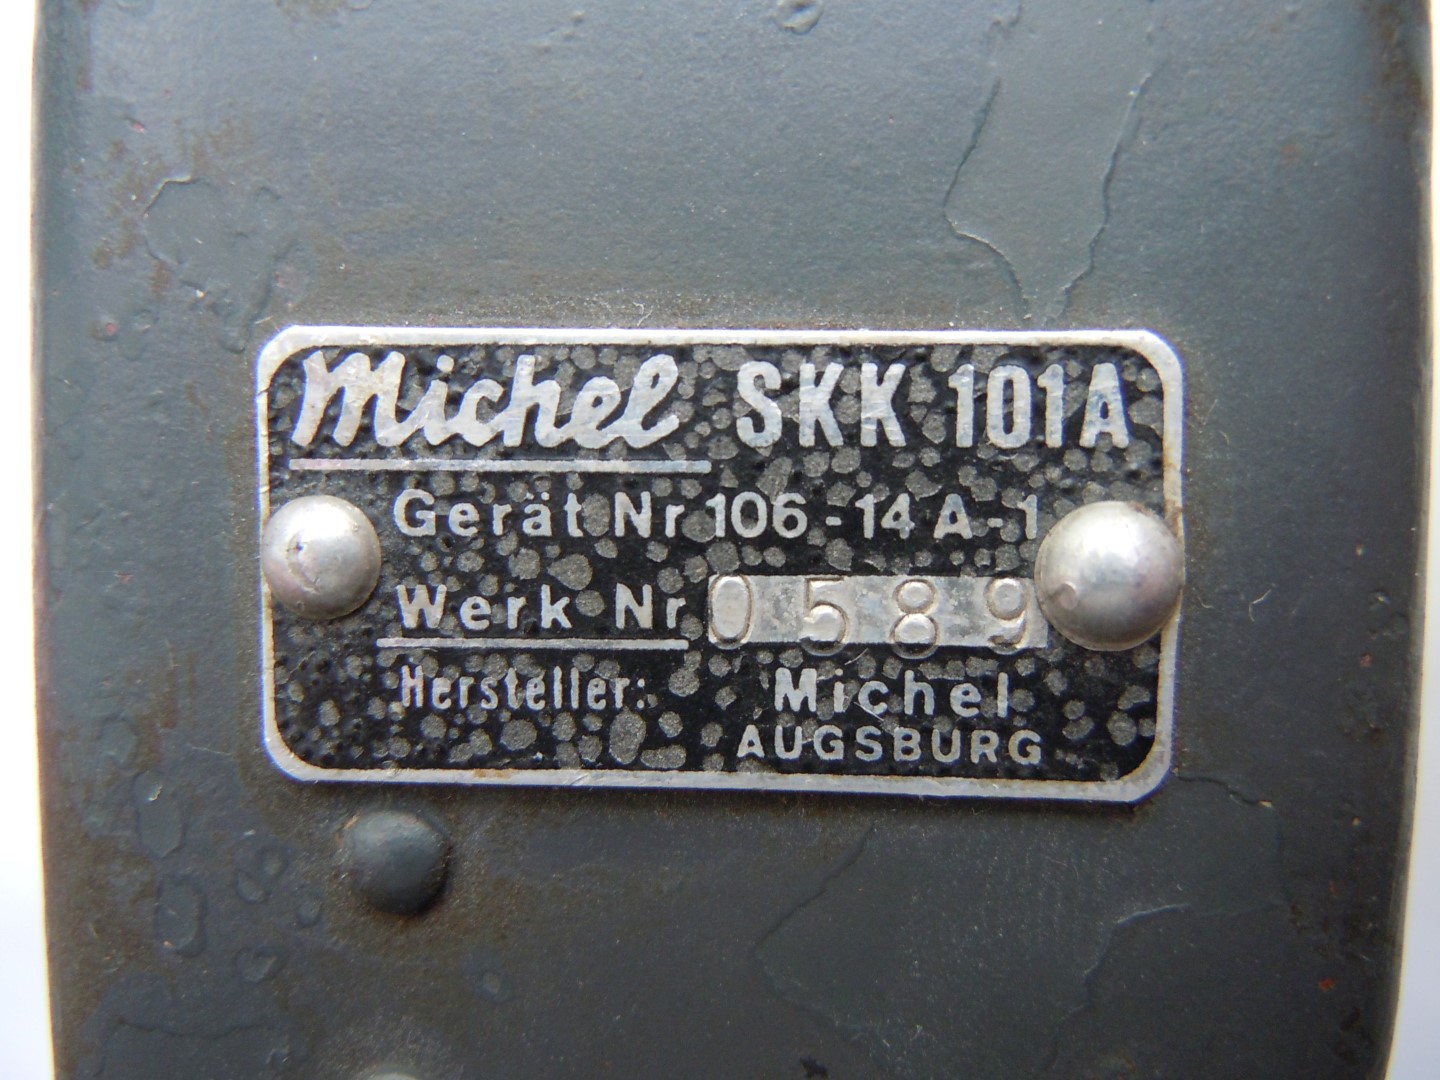 Michel SKK 101A
Gerät Nr 106-14 A-1
Werk Nr 0589
Hersteller: Michel
AUGSBURG